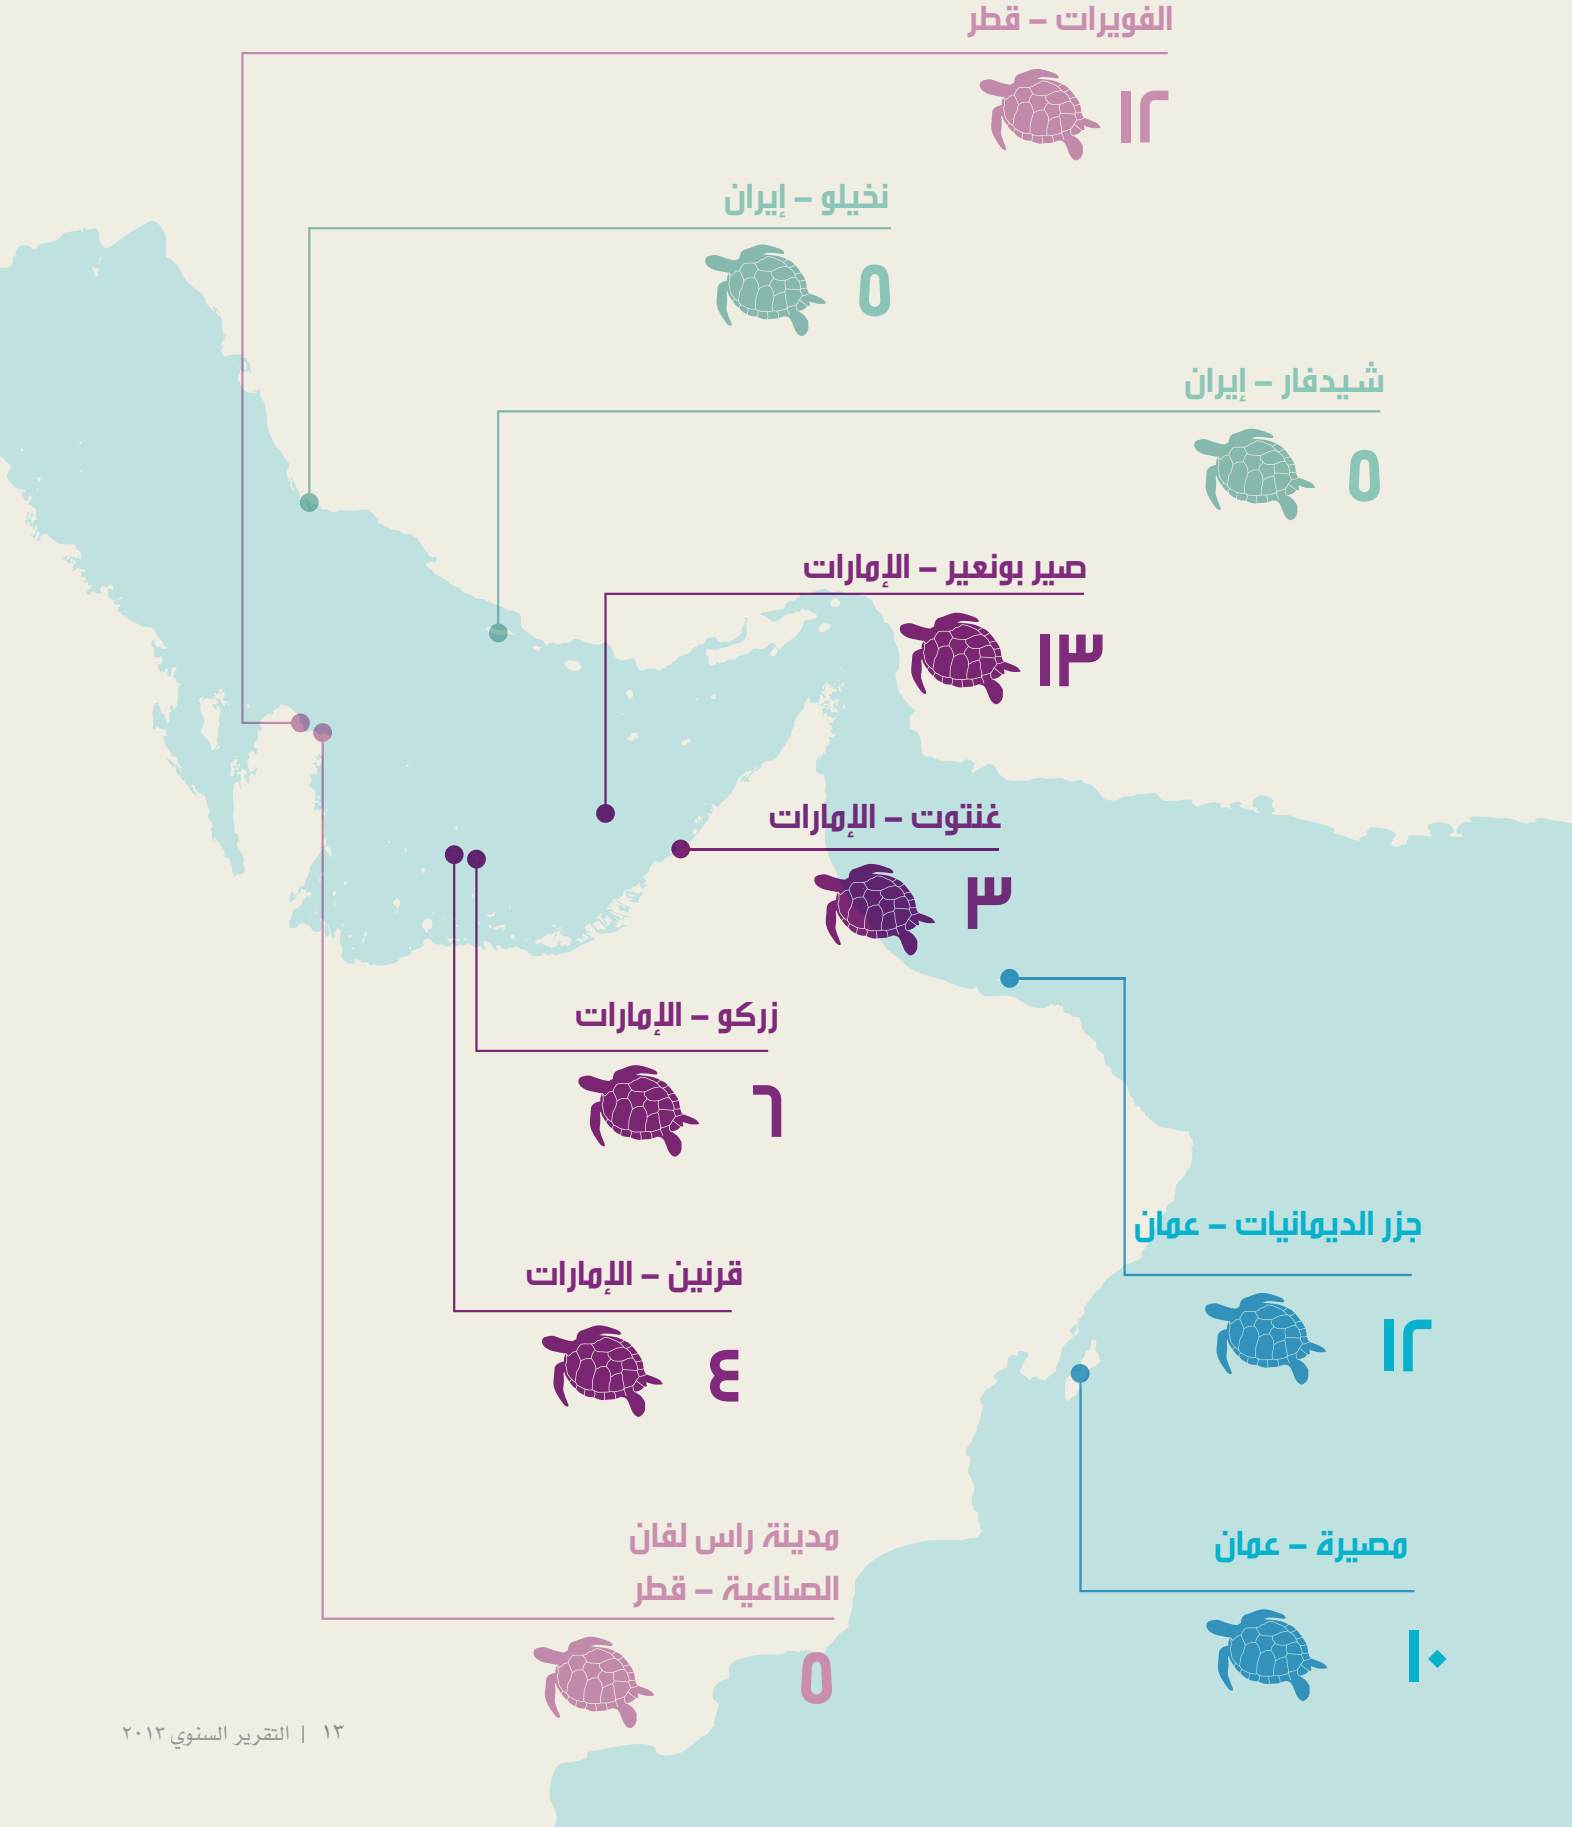 الفويرات – قطر
١٢
نخيلو – إيران
٥
شيدفار – إيران
٥
صير بونعير – الإمارات
١٣
غنتوت – الإمارات
٣
زركو – الإمارات
٦
جزر الديمانيات – عمان
١٢
قرنين – الإمارات
٤
مصيرة – عمان
١٠
مدينة راس لفان
الصناعية – قطر
٥
١٣ | التقرير السنوي ٢٠١٣